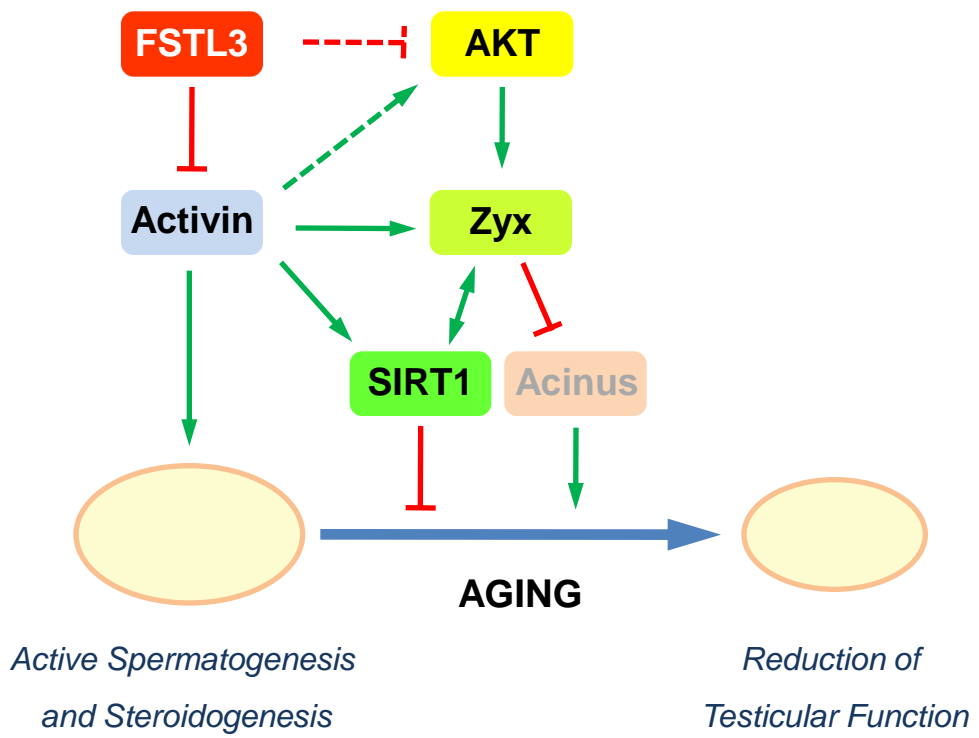 FSTL3
AKT
Activin
Zyx
SIRT1
Acinus
AGING
Active Spermatogenesis
and Steroidogenesis
Reduction of
Testicular Function